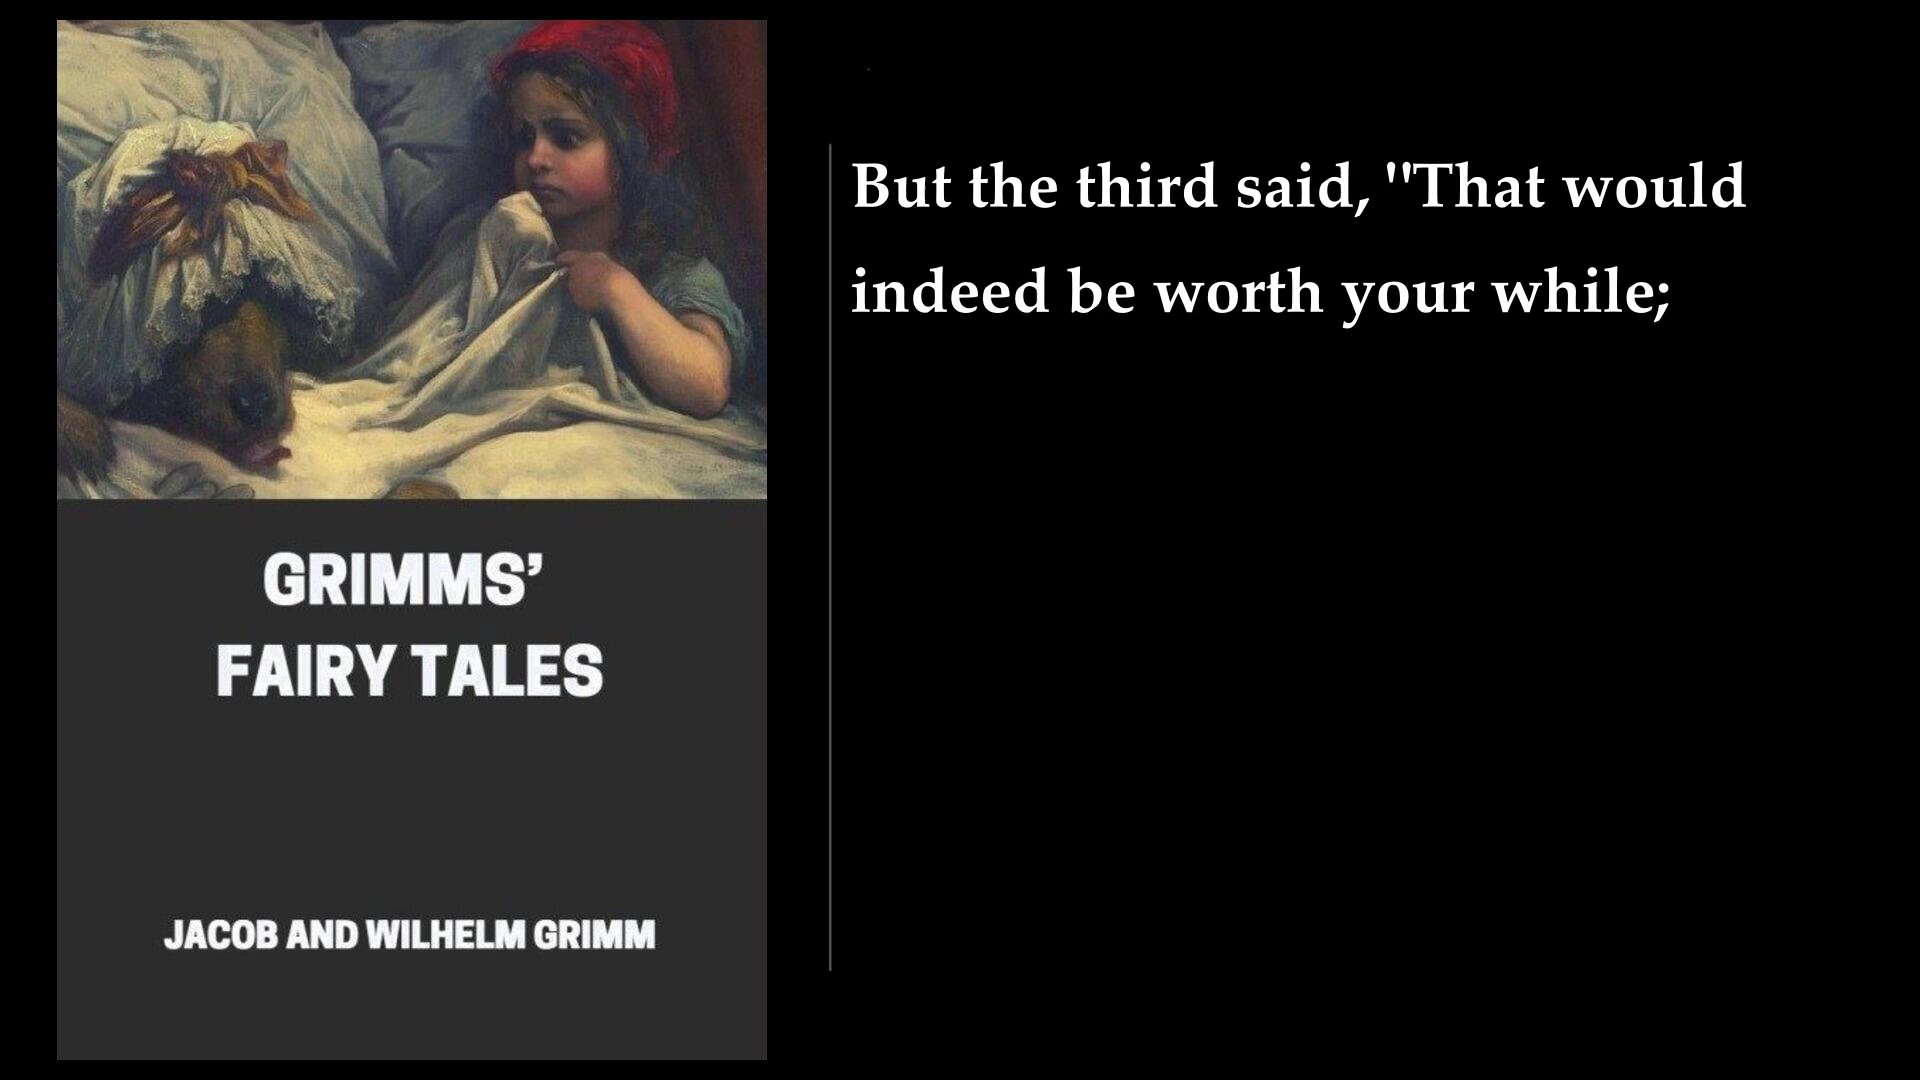 GRIMMS’
FAIRY TALES
JACOB AND WILHELM GRIMM
But the third said, "That would
indeed be worth your while;